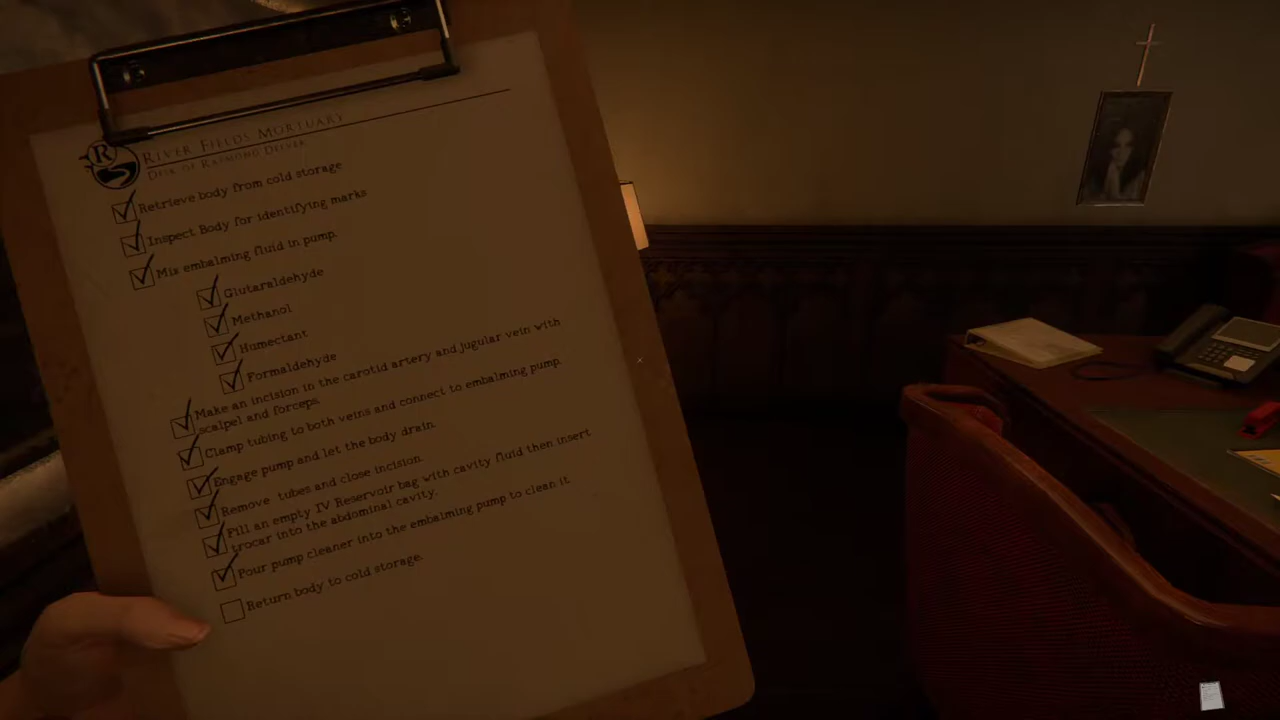 R
RIVER FIELDS MORTUARY
DESK OF RAYMOND DELVER
Retrieve body from cold storage
Inspect Body for identifying marks
Mix embalming fluid in pump.
Glutaraldehyde
Methanol
Humectant
Formaldehyde
Make an incision in the carotid artery and jugular vein with
scalpel and forceps.
Clamp tubing to both veins and connect to embalming pump.
Engage pump and let the body drain.
Remove tubes and close incision.
Fill an empty IV Reservoir bag with cavity fluid then insert
trocar into the abdominal cavity.
Pour pump cleaner into the embalming pump to clean it
Return body to cold storage.